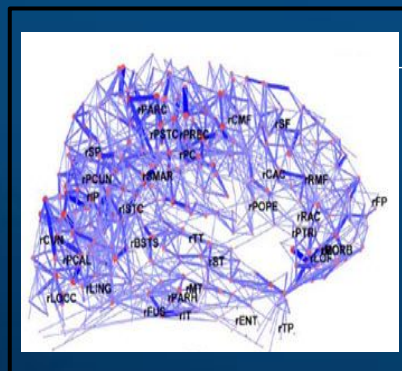 rPARC
rPSTC rPREC rCMF rSF
rSP rPC
rPCUN rSMAR rCAC rRMF
rIP rISTC rPOPE rFP
rCUN rBSTS rTT rRAC
rPCAL rST rPTRI rMORB
rLOF
rLOCC rLING rMT
rPARH
rFUS rIT rENT rTP